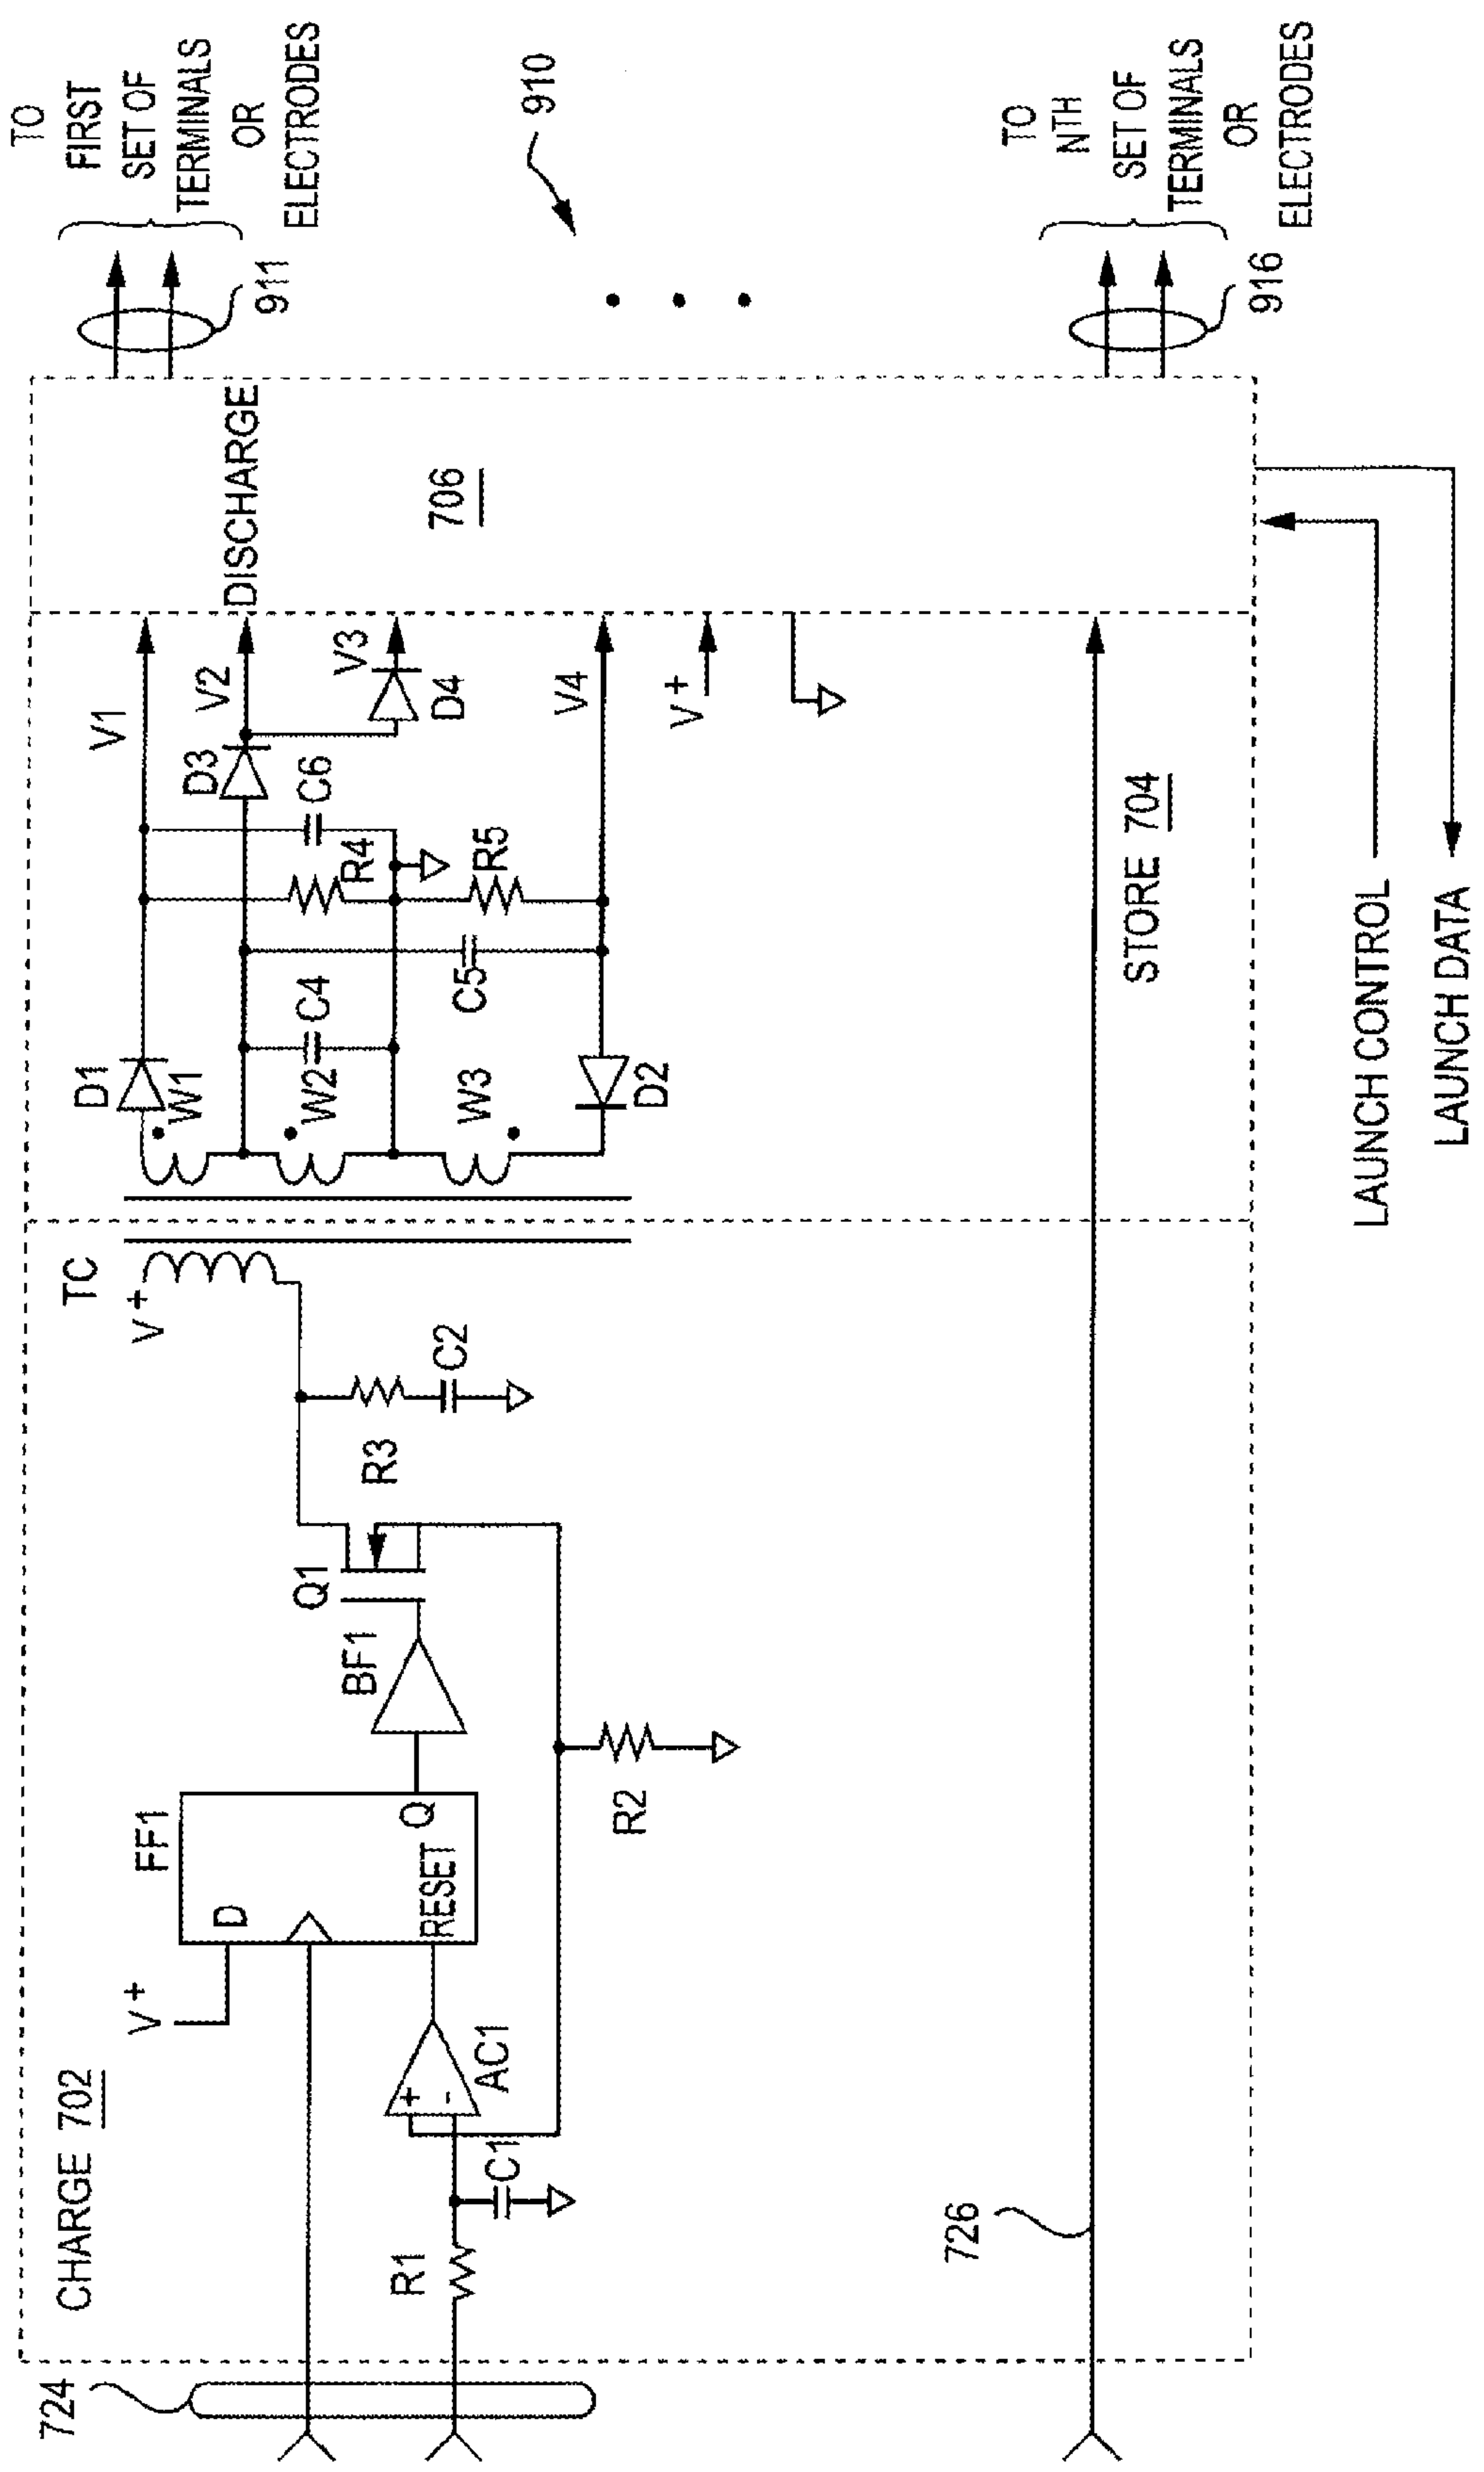 724
CHARGE 702
V+
D
FF1
RESET
Q
R1
C1
+
-
AC1
BF1
Q1
R2
R3
C2
TC
V+
726
D1
W1
W2
C4
W3
D2
C5
R4
R5
C6
D3
V1
V2
V3
D4
V4
V+
STORE 704
DISCHARGE
706
911
TO
FIRST
SET OF
TERMINALS
OR
ELECTRODES
910
916
TO
NTH
SET OF
TERMINALS
OR
ELECTRODES
LAUNCH CONTROL
LAUNCH DATA